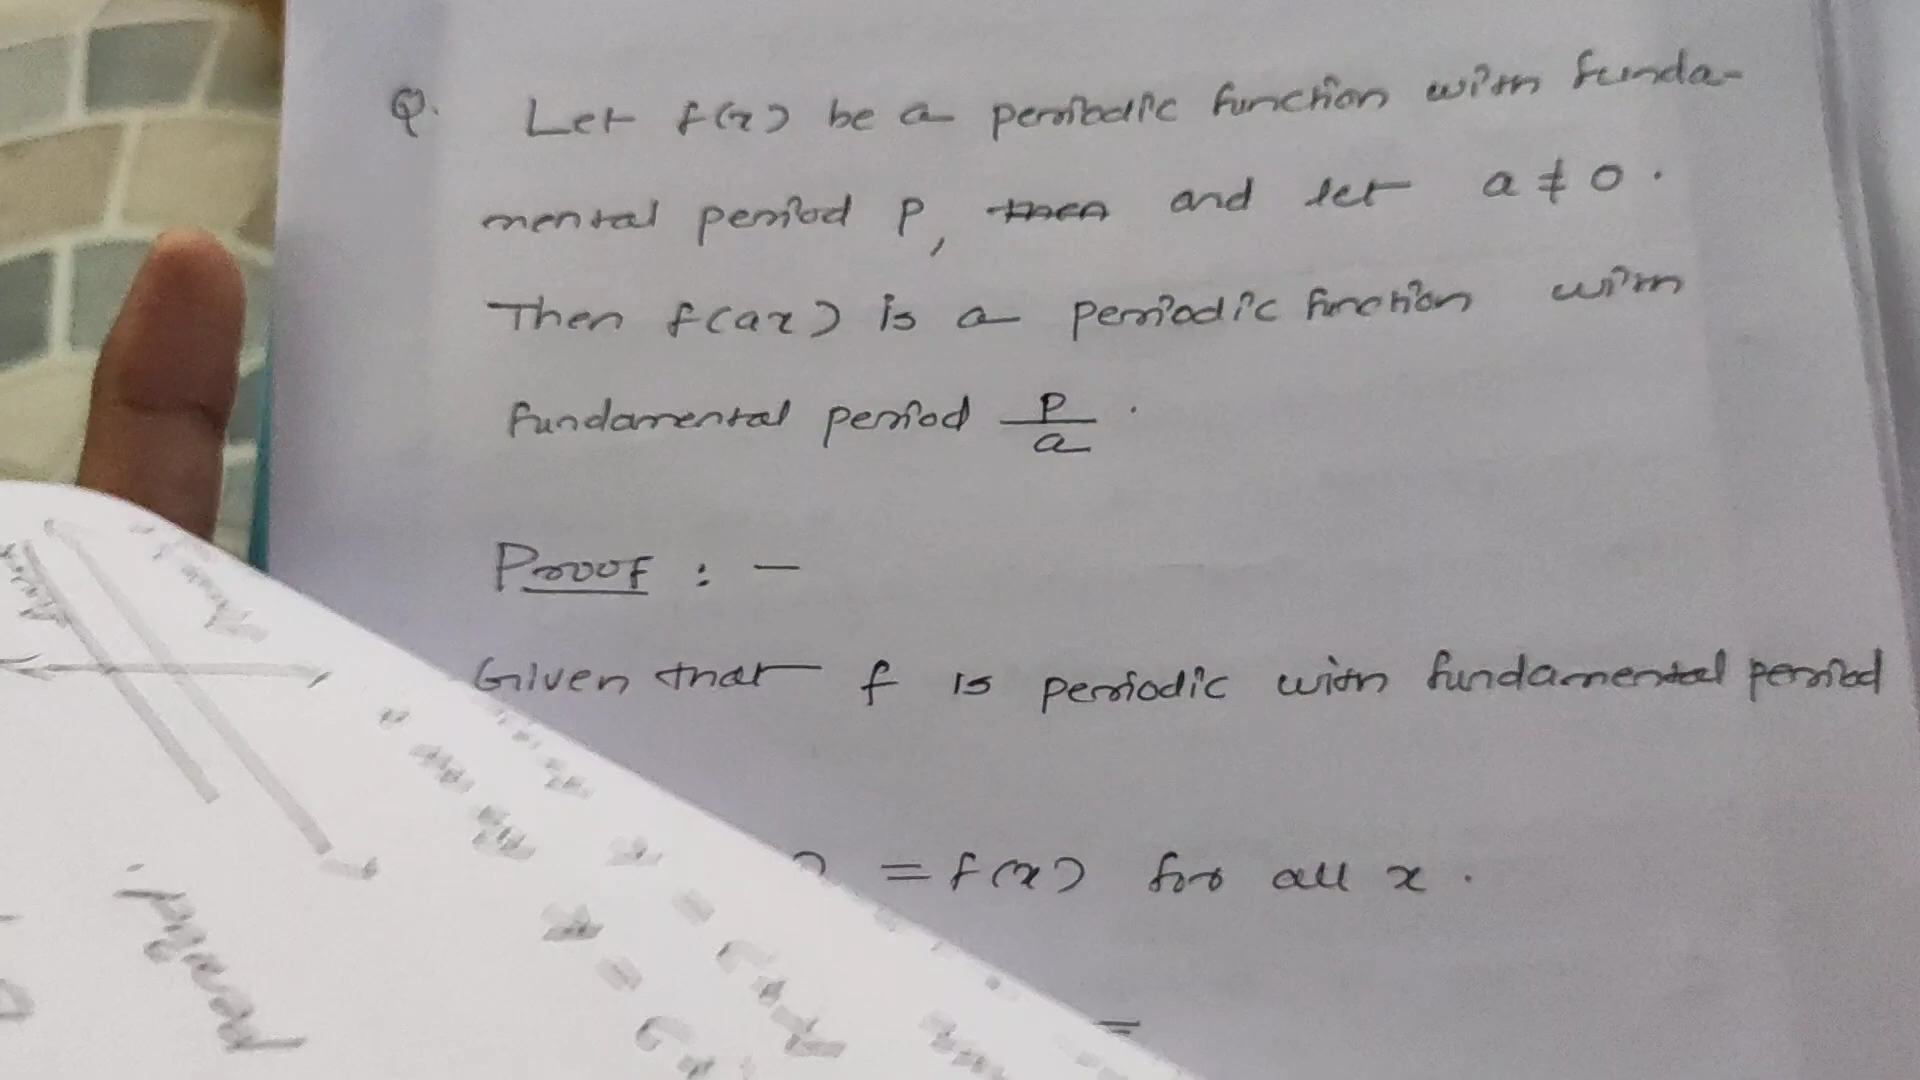 Q. Let f(x) be a periodic function with funda-
mental period P, then and let a ≠ 0.
Then f(ax) is a periodic function with
fundamental period P/a.
Proof : -
Given that f is periodic with fundamental period
) = f(x) for all x.
=